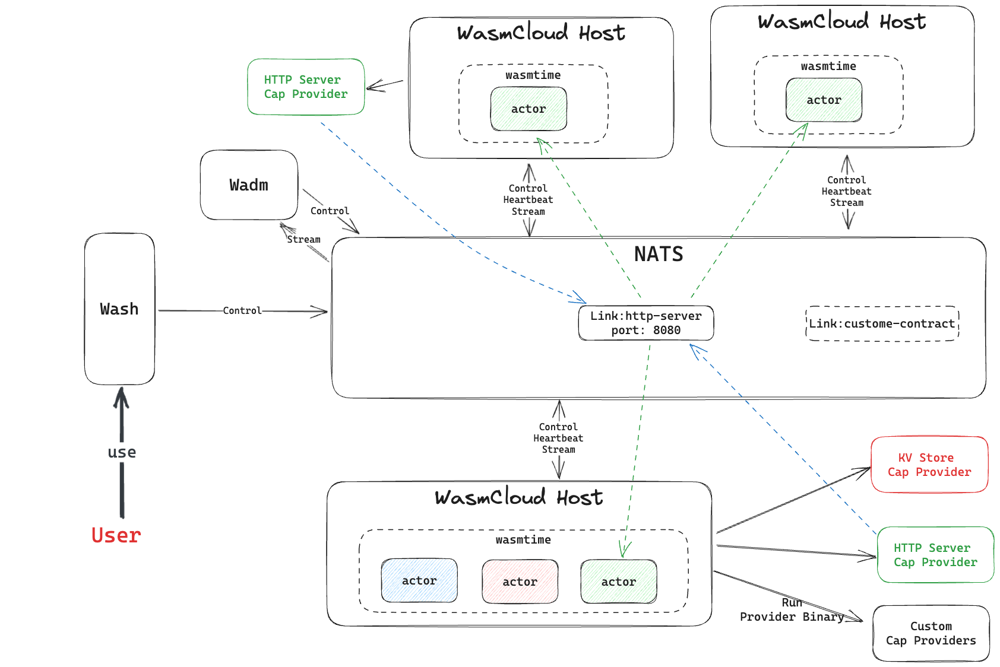 WasmCloud Host
wasmtime
actor
WasmCloud Host
wasmtime
actor
HTTP Server
Cap Provider
Wadm
Control
Stream
Control
Heartbeat
Stream
Control
Heartbeat
Stream
NATS
Wash
Control
Link:http-server
port: 8080
Link:custome-contract
use
User
Control
Heartbeat
Stream
WasmCloud Host
wasmtime
actor
actor
actor
KV Store
Cap Provider
HTTP Server
Cap Provider
Run
Provider Binary
Custom
Cap Providers